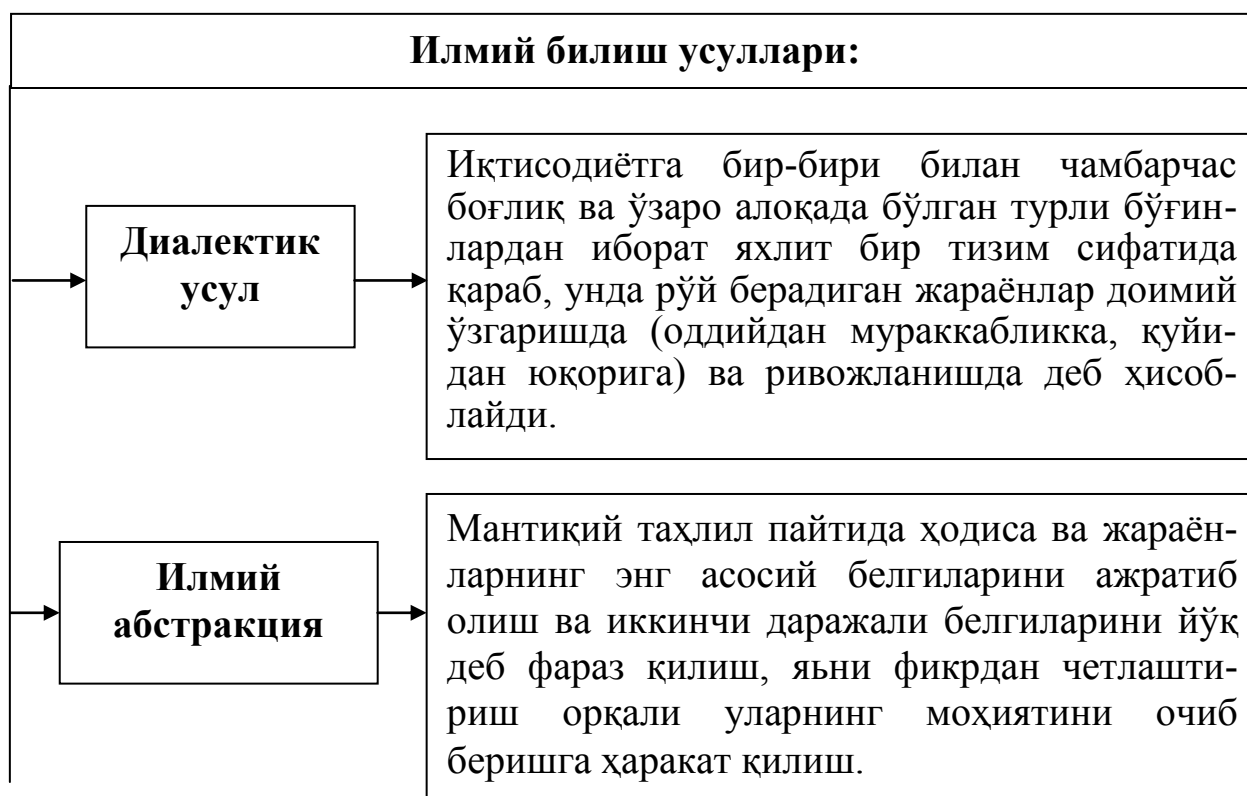 Илмий билиш усуллари:
Диалектик
усул
Иқтисодиётга бир-бири билан чамбарчас
боғлиқ ва ўзаро алоқада бўлган турли бўғин-
лардан иборат яхлит бир тизим сифатида
қараб, унда рўй берадиган жараёнлар доимий
ўзгаришда (оддийдан мураккабликка, қуйи-
дан юқорига) ва ривожланишда деб ҳисоб-
лайди.
Илмий
абстракция
Мантиқий таҳлил пайтида ҳодиса ва жараён-
ларнинг энг асосий белгиларини ажратиб
олиш ва иккинчи даражали белгиларини йўқ
деб фараз қилиш, яьни фикрдан четлашти-
риш орқали уларнинг моҳиятини очиб
беришга ҳаракат қилиш.